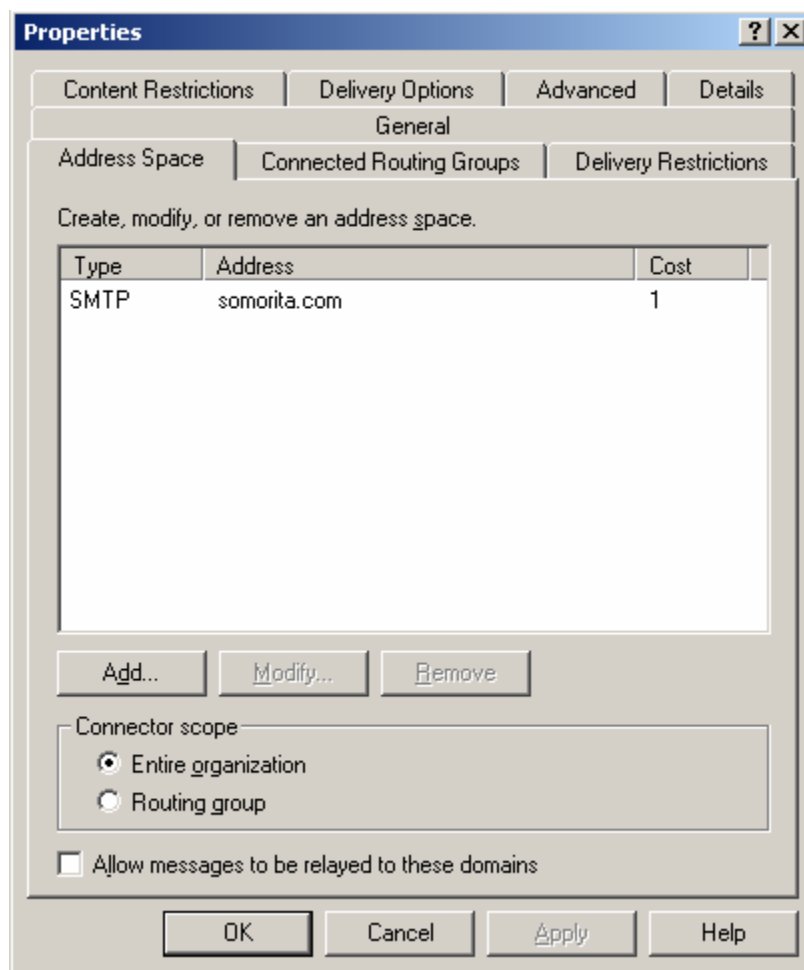 Properties
Content Restrictions Delivery Options Advanced Details
General
Address Space Connected Routing Groups Delivery Restrictions
Create, modify, or remove an address space.
Type Address Cost
SMTP somorita.com 1
Add... Modify... Remove
Connector scope
Entire organization
Routing group
Allow messages to be relayed to these domains
OK Cancel Apply Help